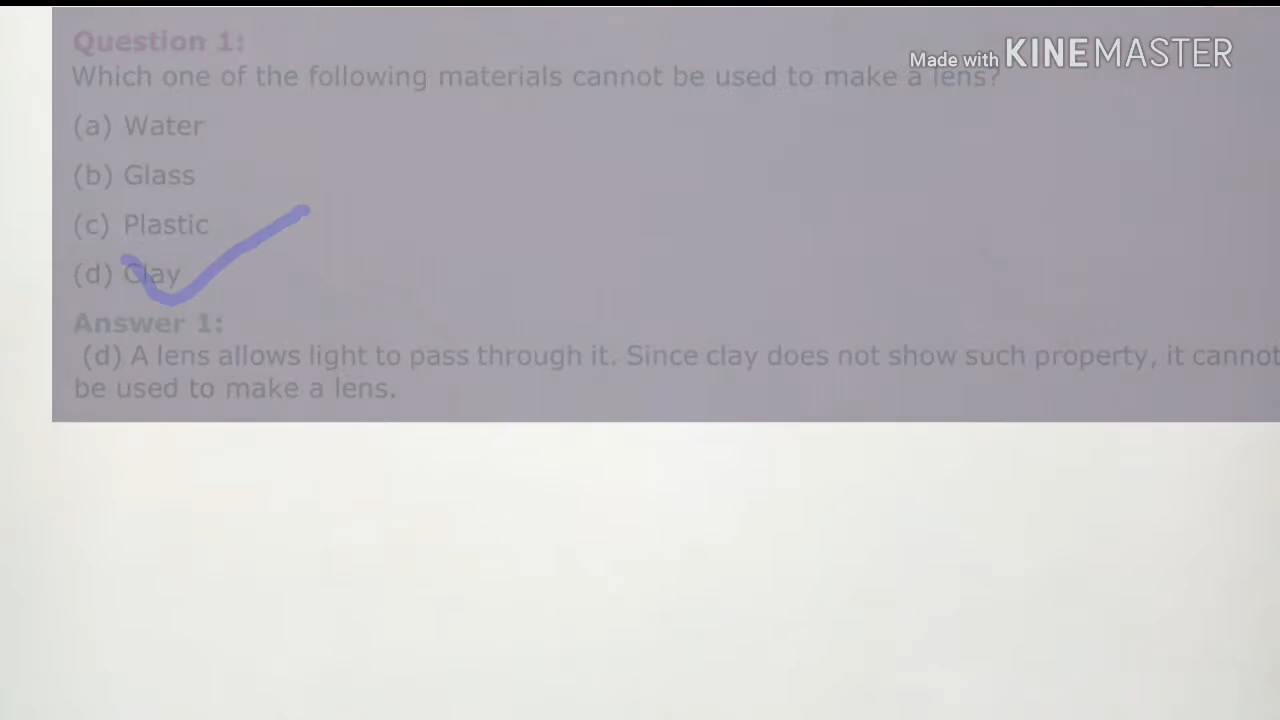 Question 1:
Made with KINEMASTER
Which one of the following materials cannot be used to make a lens?
(a) Water
(b) Glass
(c) Plastic
(d) Clay
Answer 1:
(d) A lens allows light to pass through it. Since clay does not show such property, it cannot
be used to make a lens.